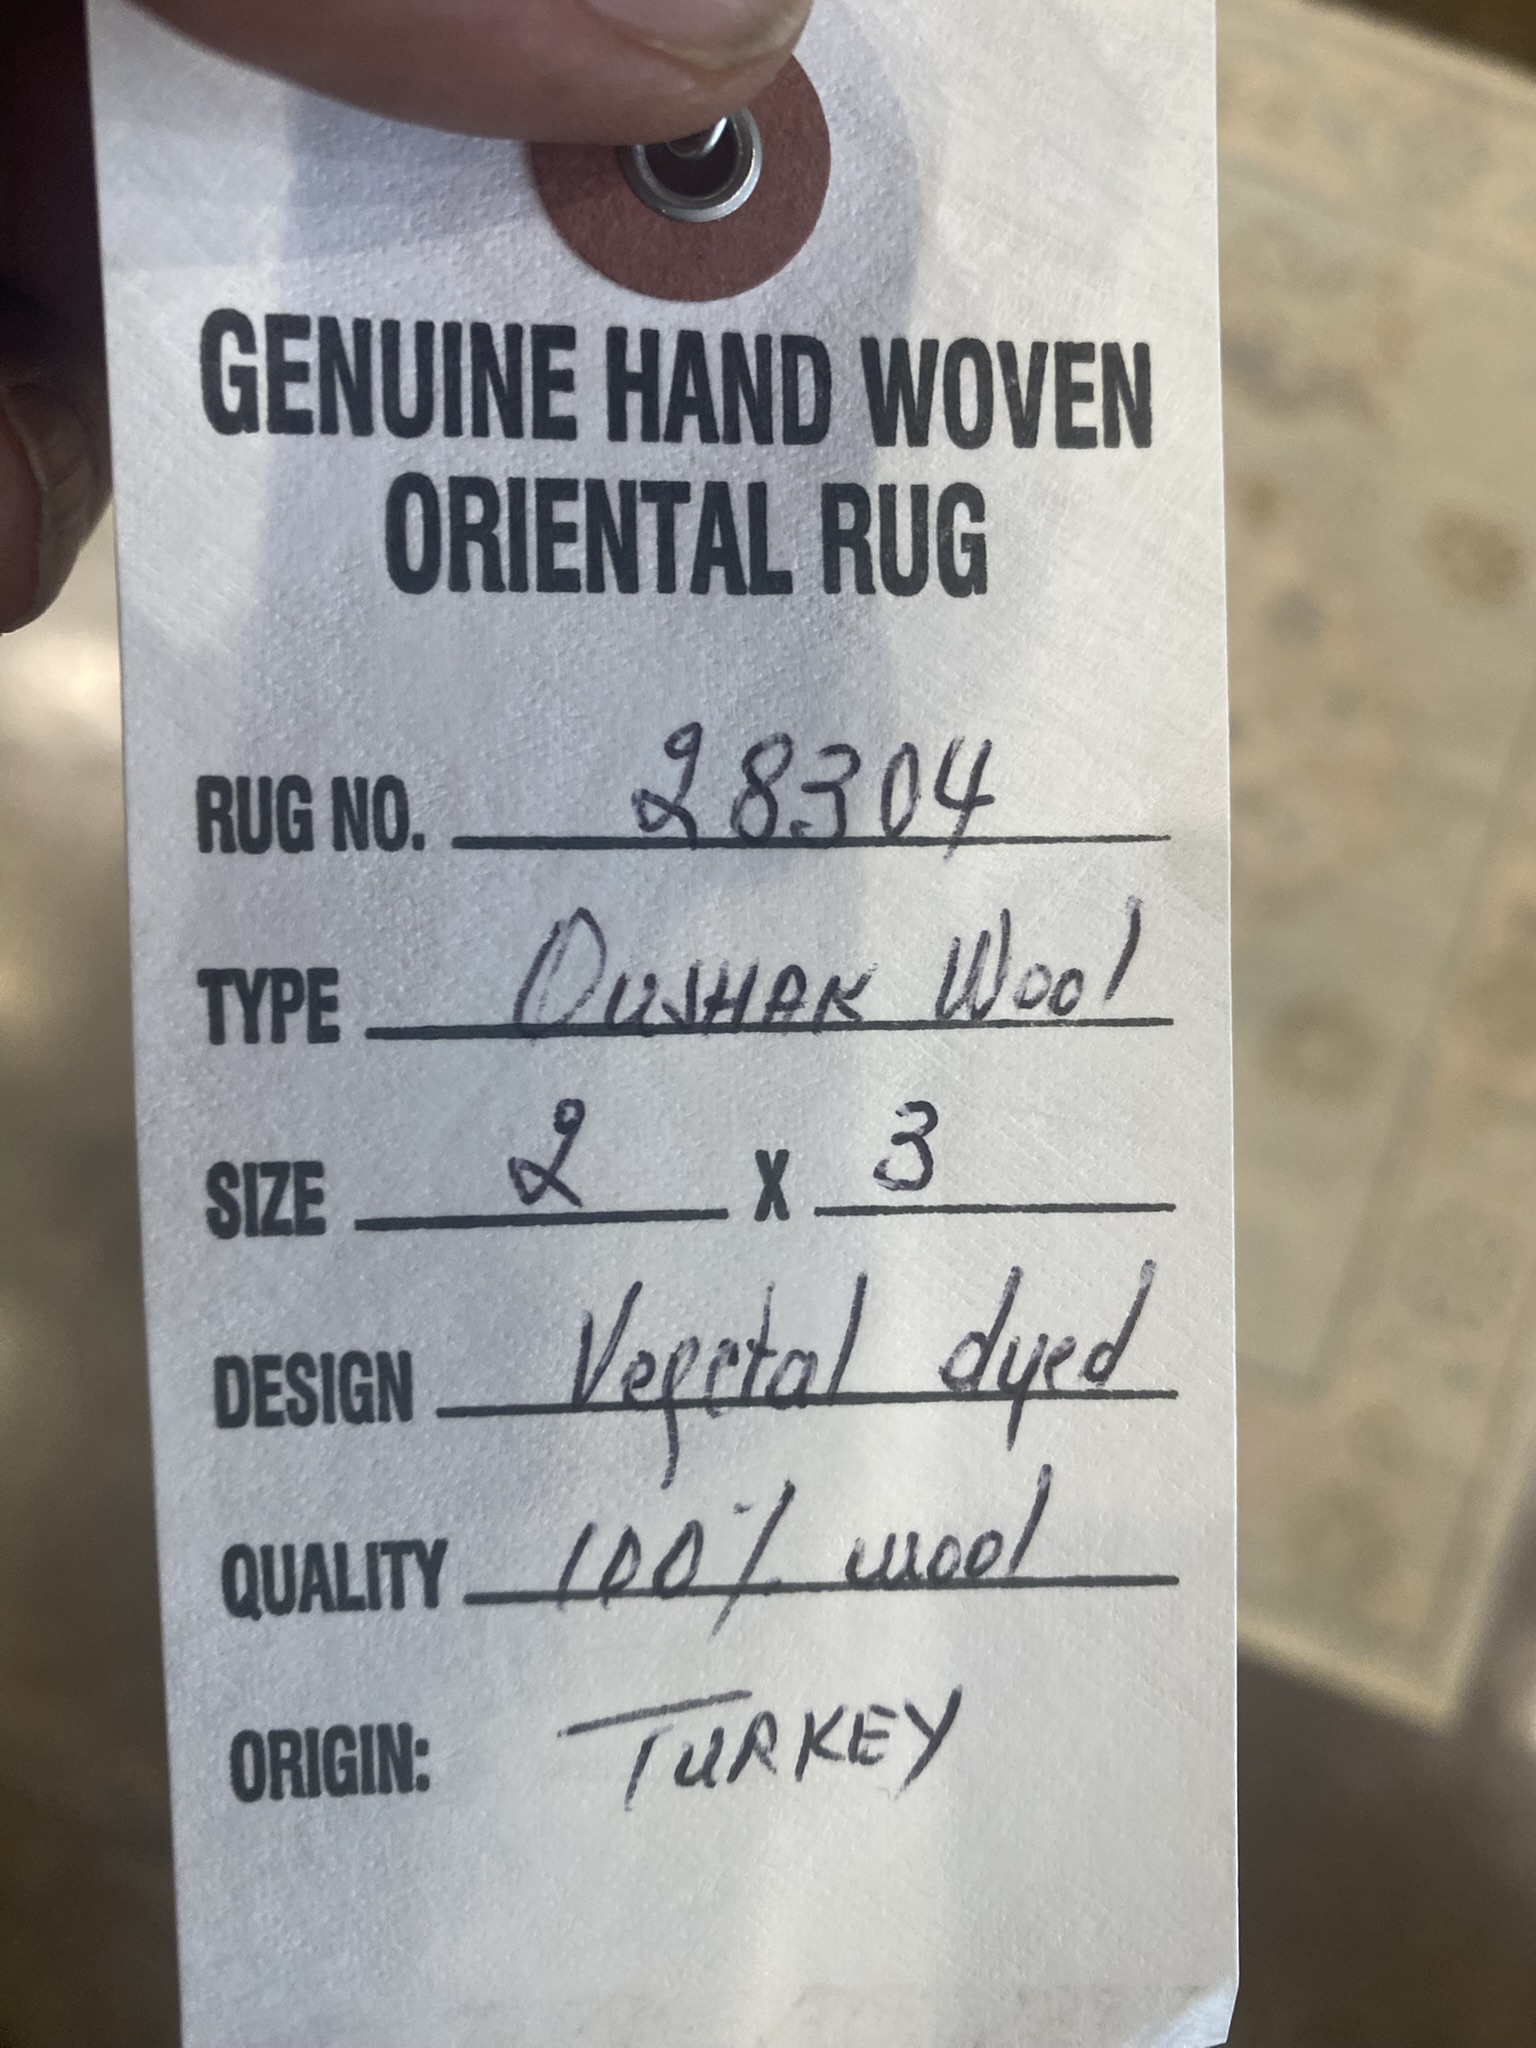 GENUINE HAND WOVEN
ORIENTAL RUG
RUG NO. 28304
TYPE OUSHAK Wool
SIZE 2 X 3
DESIGN Vegetal dyed
QUALITY 100% wool
ORIGIN: TURKEY